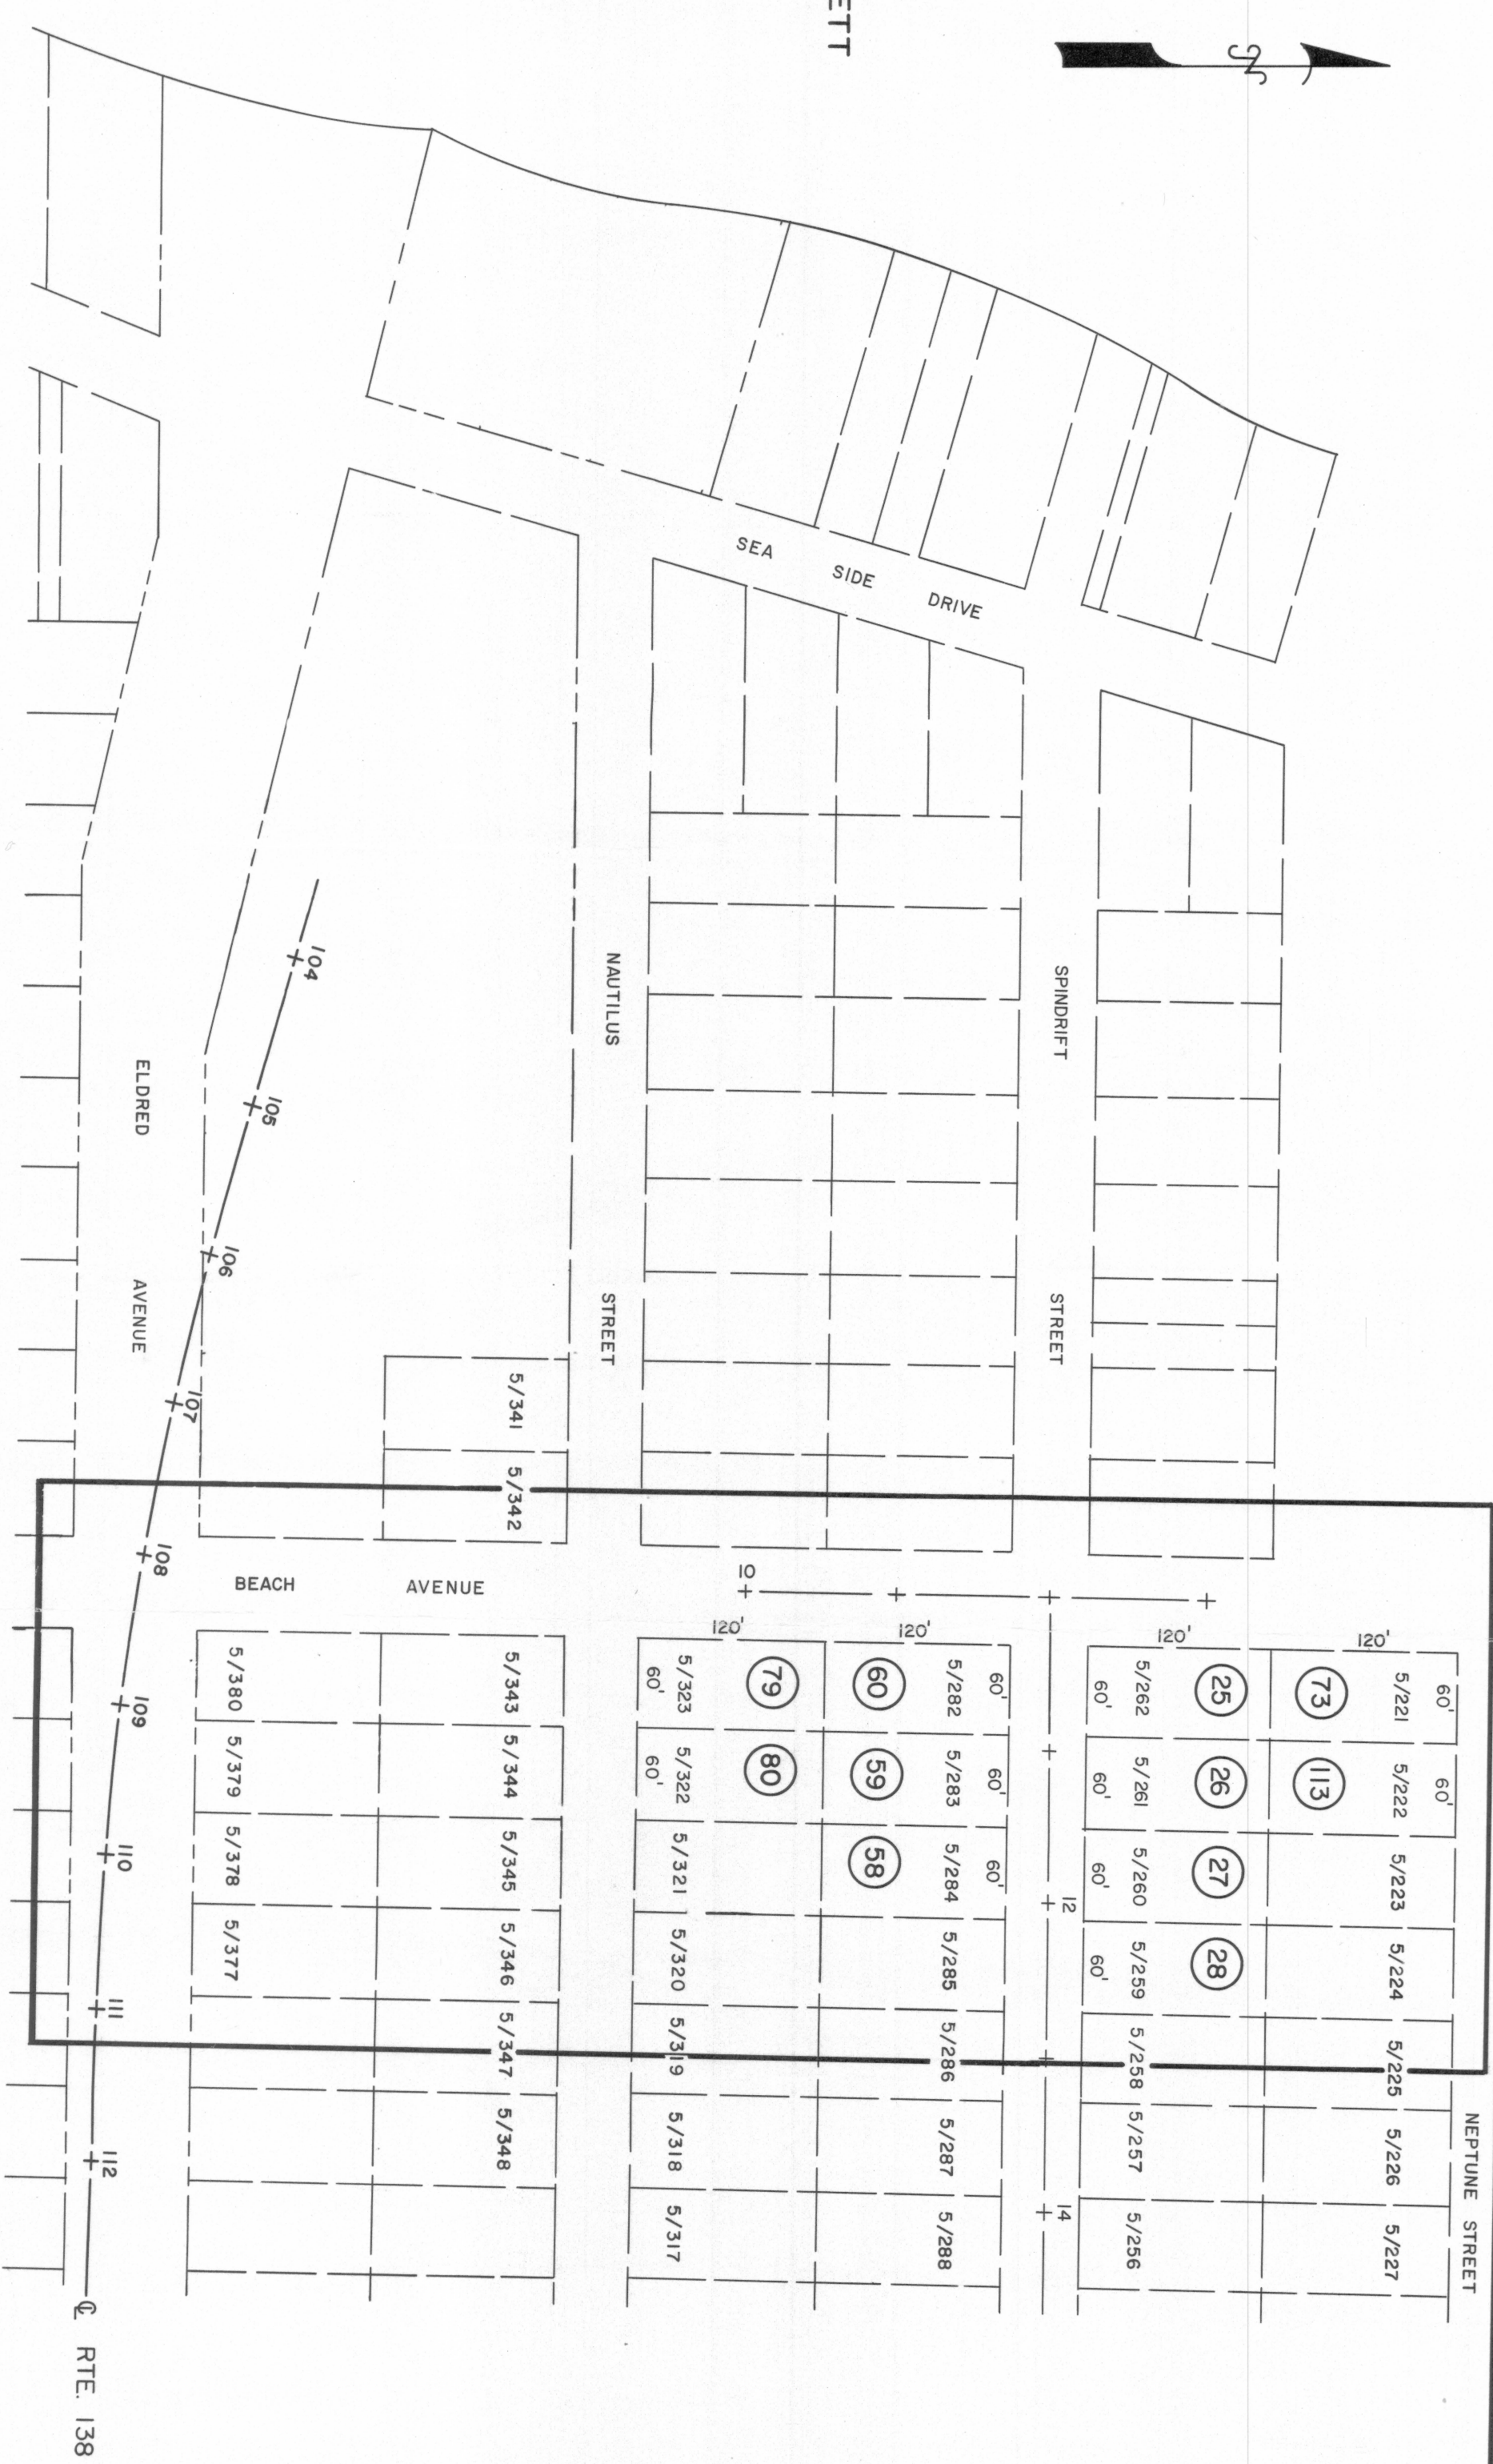 ETT
N
SEA SIDE DRIVE
NEPTUNE STREET
5/221 5/222 5/223 5/224 5/225 5/226 5/227
60' 60'
73 113
120'
120'
25 26 27 28
5/262 5/261 5/260 5/259 5/258 5/257 5/256
60' 60' 60' 60'
SPINDRIFT STREET
12 14
60' 60' 60'
5/282 5/283 5/284 5/285 5/286 5/287 5/288
60 59 58
120'
10
120'
79 80
5/323 5/322 5/321 5/320 5/319 5/318 5/317
60' 60'
NAUTILUS STREET
5/341 5/342
5/343 5/344 5/345 5/346 5/347 5/348
BEACH AVENUE
5/380 5/379 5/378 5/377
104 105 106 107 108 109 110 111 112
ELDRED AVENUE
℄ RTE. 138